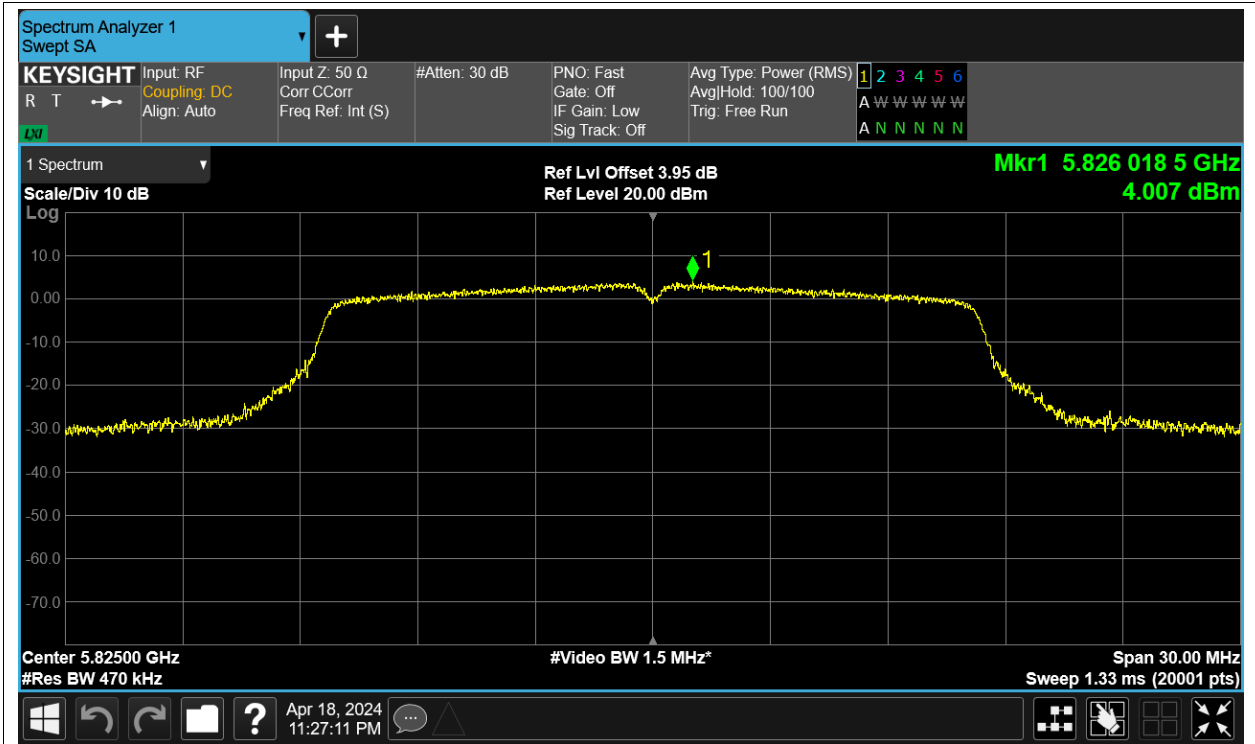 Spectrum Analyzer 1
Swept SA
KEYSIGHT
R T
LXI
Input: RF
Coupling: DC
Align: Auto
Input Z: 50 Ω
Corr CCorr
Freq Ref: Int (S)
#Atten: 30 dB
PNO: Fast
Gate: Off
IF Gain: Low
Sig Track: Off
Avg Type: Power (RMS)
Avg|Hold: 100/100
Trig: Free Run
1 2 3 4 5 6
A W W W W W
A N N N N N
1 Spectrum
Scale/Div 10 dB
Log
Ref Lvl Offset 3.95 dB
Ref Level 20.00 dBm
Mkr1 5.826 018 5 GHz
4.007 dBm
10.0
1
0.00
-10.0
-20.0
-30.0
-40.0
-50.0
-60.0
-70.0
Center 5.82500 GHz
#Video BW 1.5 MHz*
Span 30.00 MHz
#Res BW 470 kHz
Sweep 1.33 ms (20001 pts)
?
Apr 18, 2024
11:27:11 PM